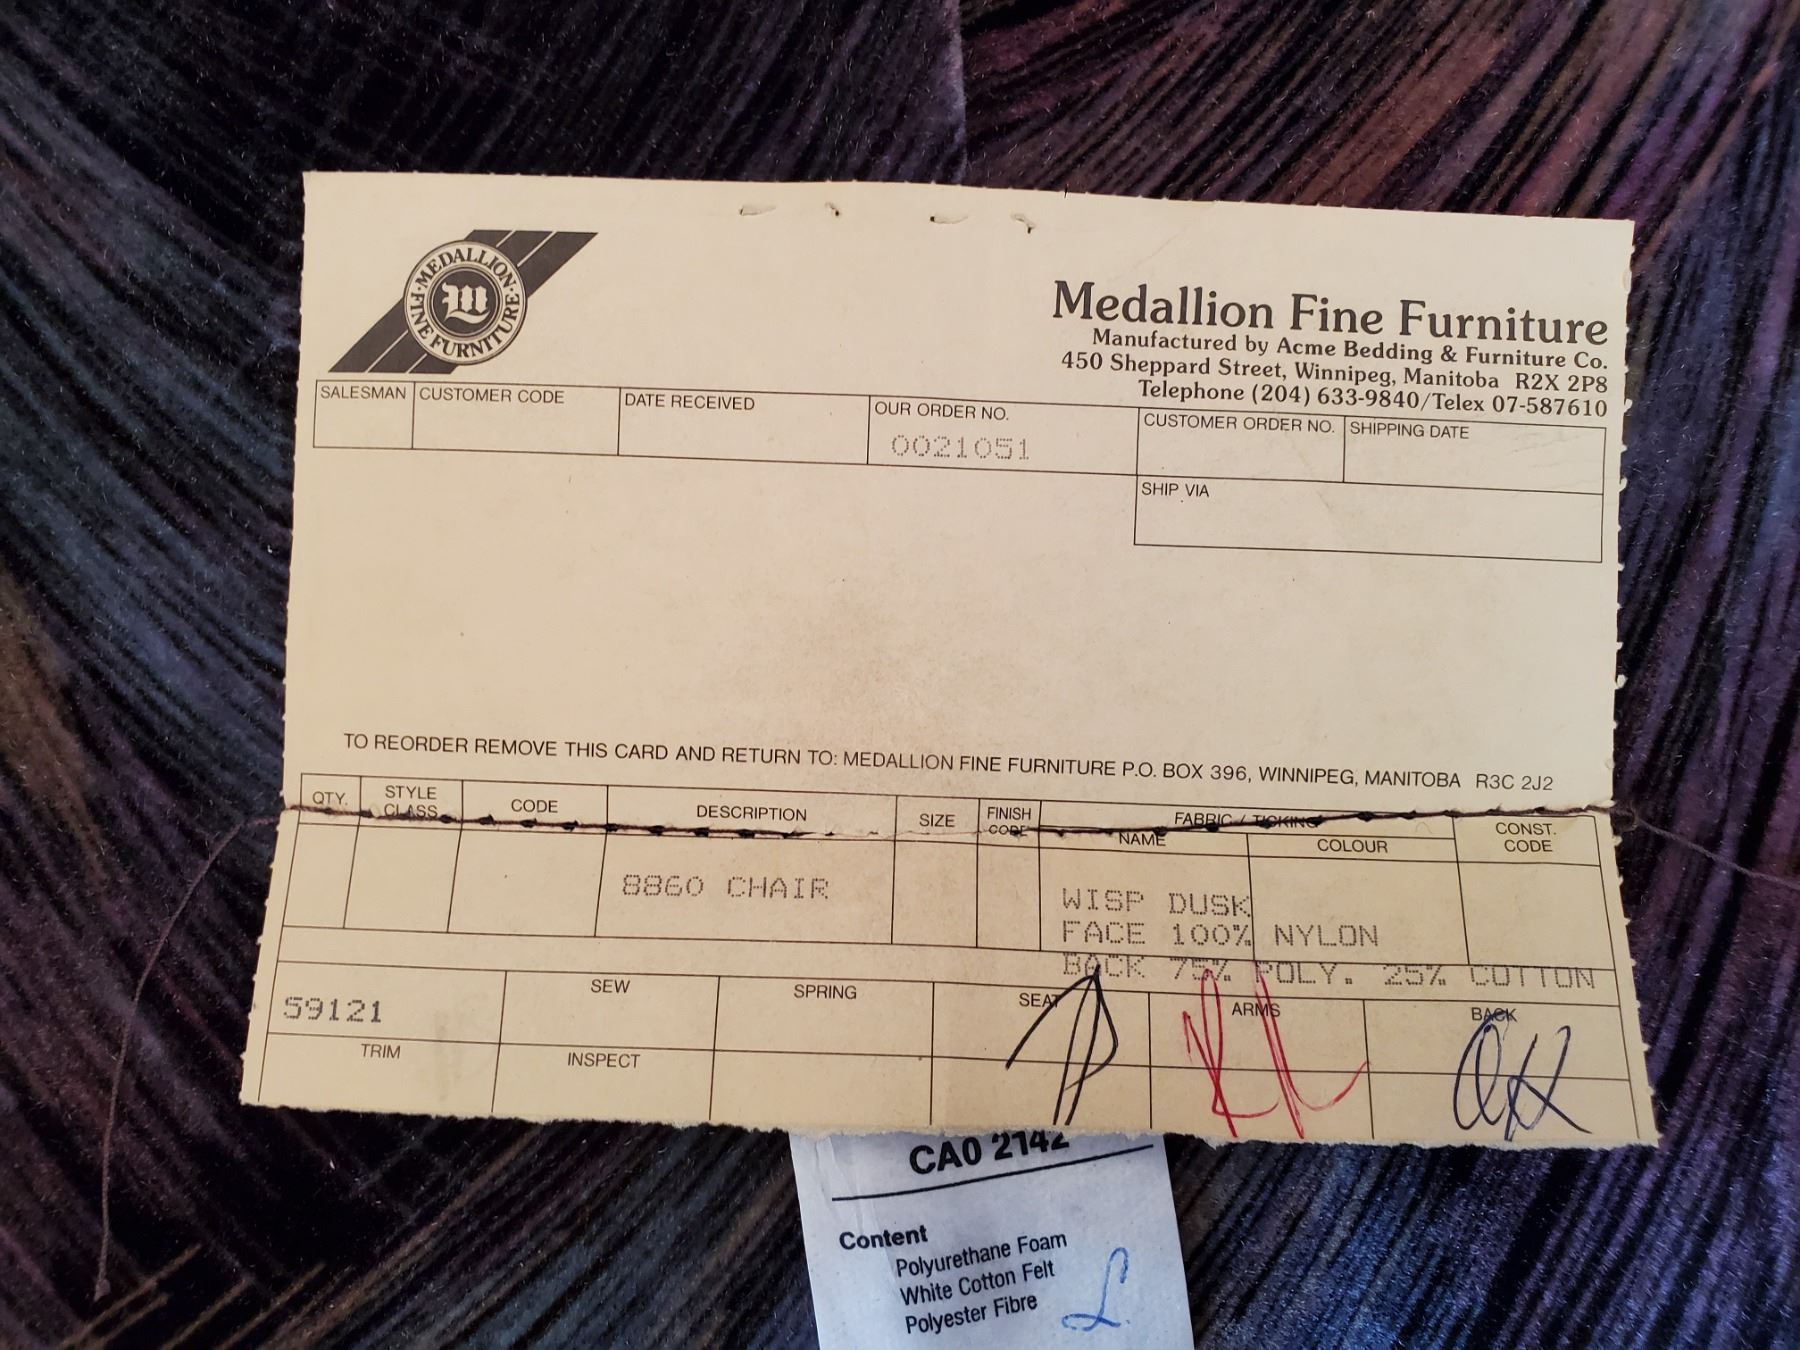 MEDALLION
FINE FURNITURE
Medallion Fine Furniture
Manufactured by Acme Bedding & Furniture Co.
450 Sheppard Street, Winnipeg, Manitoba R2X 2P8
Telephone (204) 633-9840/Telex 07-587610
SALESMAN CUSTOMER CODE DATE RECEIVED OUR ORDER NO. CUSTOMER ORDER NO. SHIPPING DATE
0021051
SHIP VIA
TO REORDER REMOVE THIS CARD AND RETURN TO: MEDALLION FINE FURNITURE P.O. BOX 396, WINNIPEG, MANITOBA R3C 2J2
QTY. STYLE CLASS CODE DESCRIPTION SIZE FINISH CODE FABRIC / TICKING CONST. CODE
NAME COLOUR
8860 CHAIR
WISP DUSK
FACE 100% NYLON
BACK 75% POLY. 25% COTTON
59121 SEW SPRING SEAT ARMS BACK
TRIM INSPECT
CA0 2142
Content
Polyurethane Foam
White Cotton Felt
Polyester Fibre